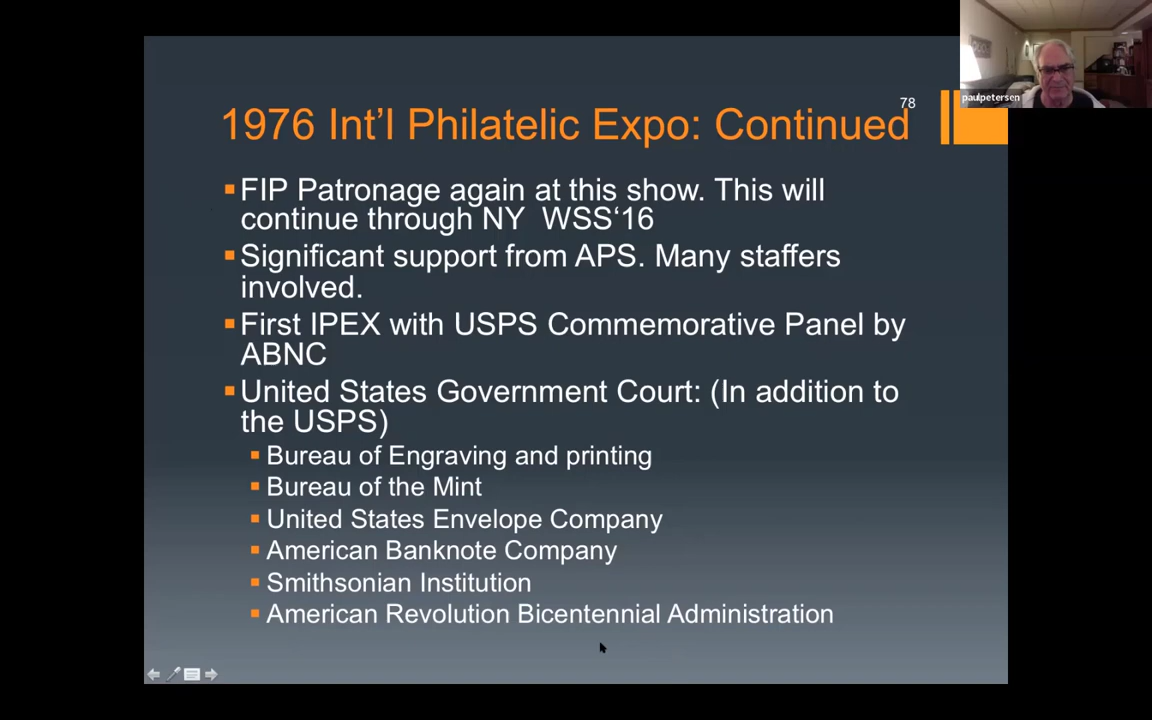 paulpetersen
78
1976 Int'l Philatelic Expo: Continued
FIP Patronage again at this show. This will
continue through NY WSS‘16
Significant support from APS. Many staffers
involved.
First IPEX with USPS Commemorative Panel by
ABNC
United States Government Court: (In addition to
the USPS)
Bureau of Engraving and printing
Bureau of the Mint
United States Envelope Company
American Banknote Company
Smithsonian Institution
American Revolution Bicentennial Administration